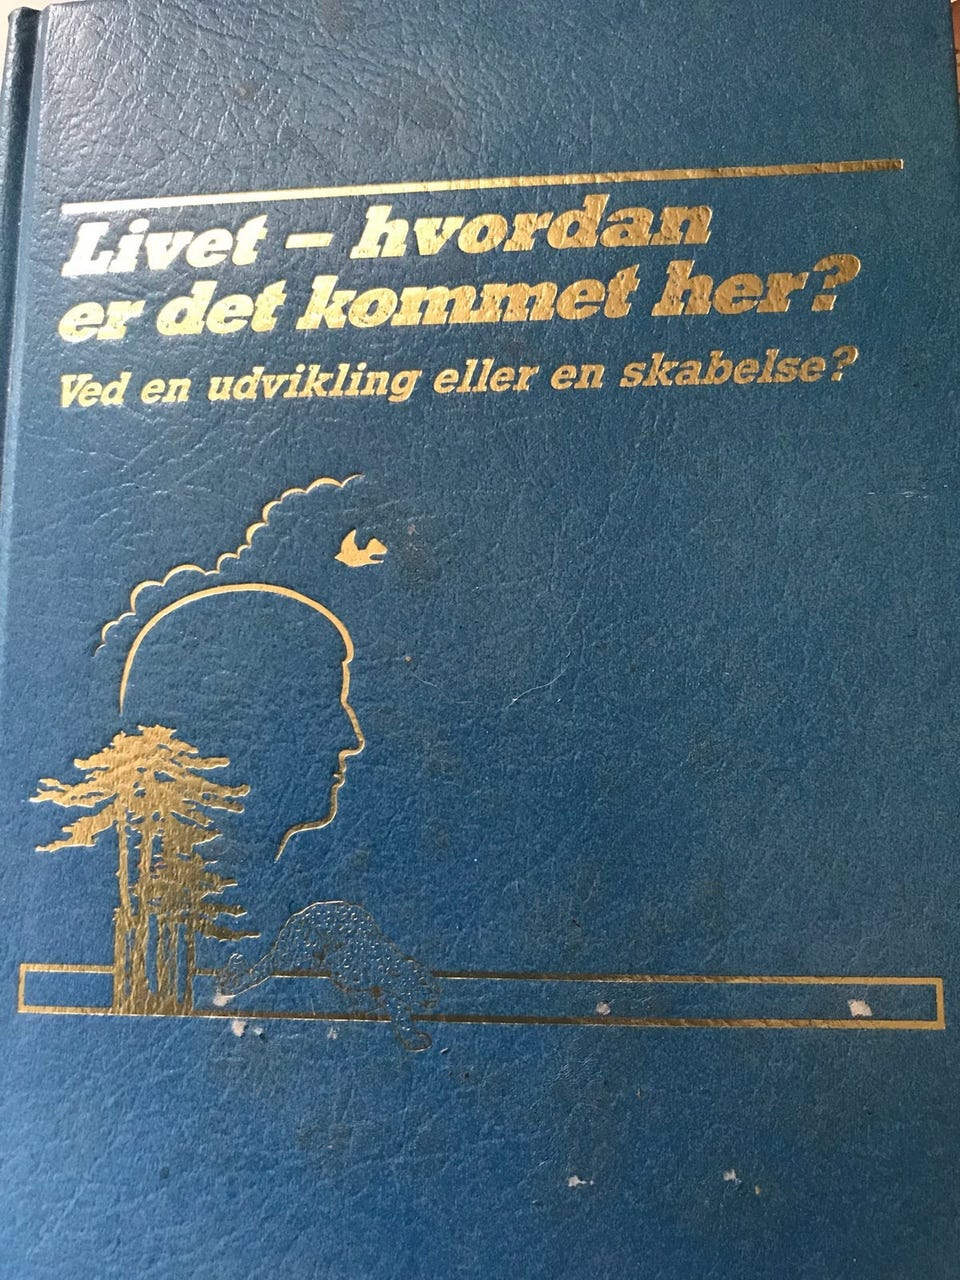 Livet – hvordan
er det kommet her?
Ved en udvikling eller en skabelse?